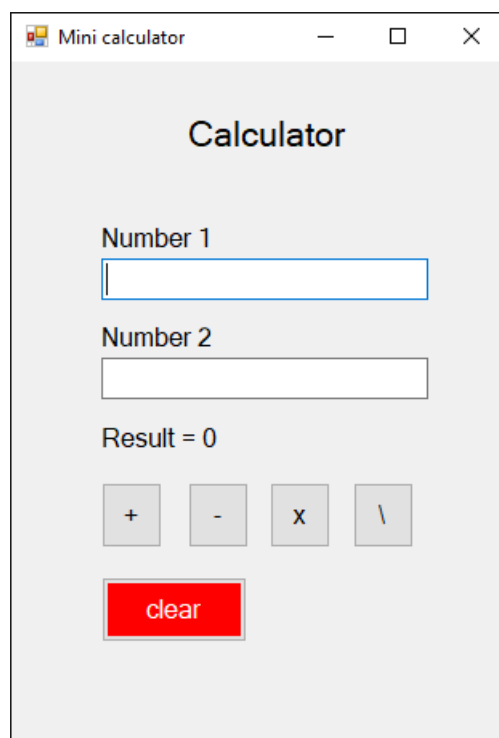 Mini calculator
Calculator
Number 1
Number 2
Result = 0
+ - x \
clear